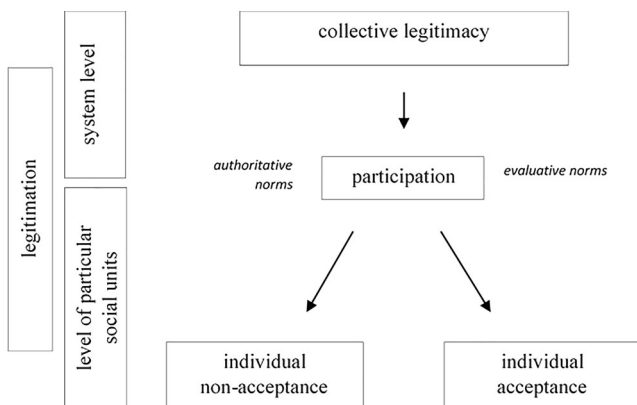 collective legitimacy
legitimation
system level
authoritative
norms
participation
evaluative norms
level of particular
social units
individual
non-acceptance
individual
acceptance